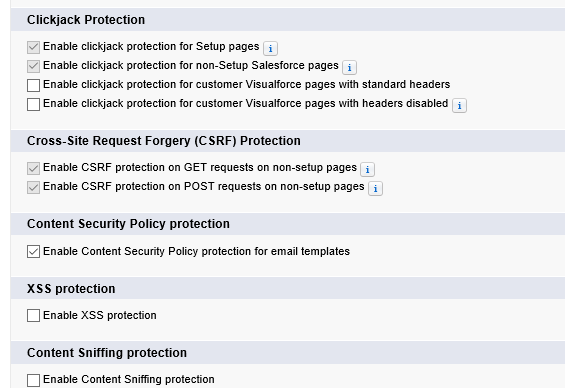 Clickjack Protection
Enable clickjack protection for Setup pages i
Enable clickjack protection for non-Setup Salesforce pages i
Enable clickjack protection for customer Visualforce pages with standard headers
Enable clickjack protection for customer Visualforce pages with headers disabled i
Cross-Site Request Forgery (CSRF) Protection
Enable CSRF protection on GET requests on non-setup pages i
Enable CSRF protection on POST requests on non-setup pages i
Content Security Policy protection
Enable Content Security Policy protection for email templates
XSS protection
Enable XSS protection
Content Sniffing protection
Enable Content Sniffing protection